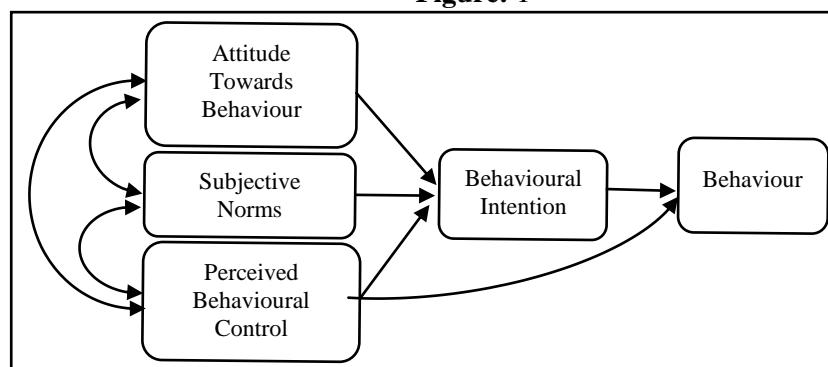 Figure: 1
Attitude
Towards
Behaviour
Subjective
Norms
Perceived
Behavioural
Control
Behavioural
Intention
Behaviour